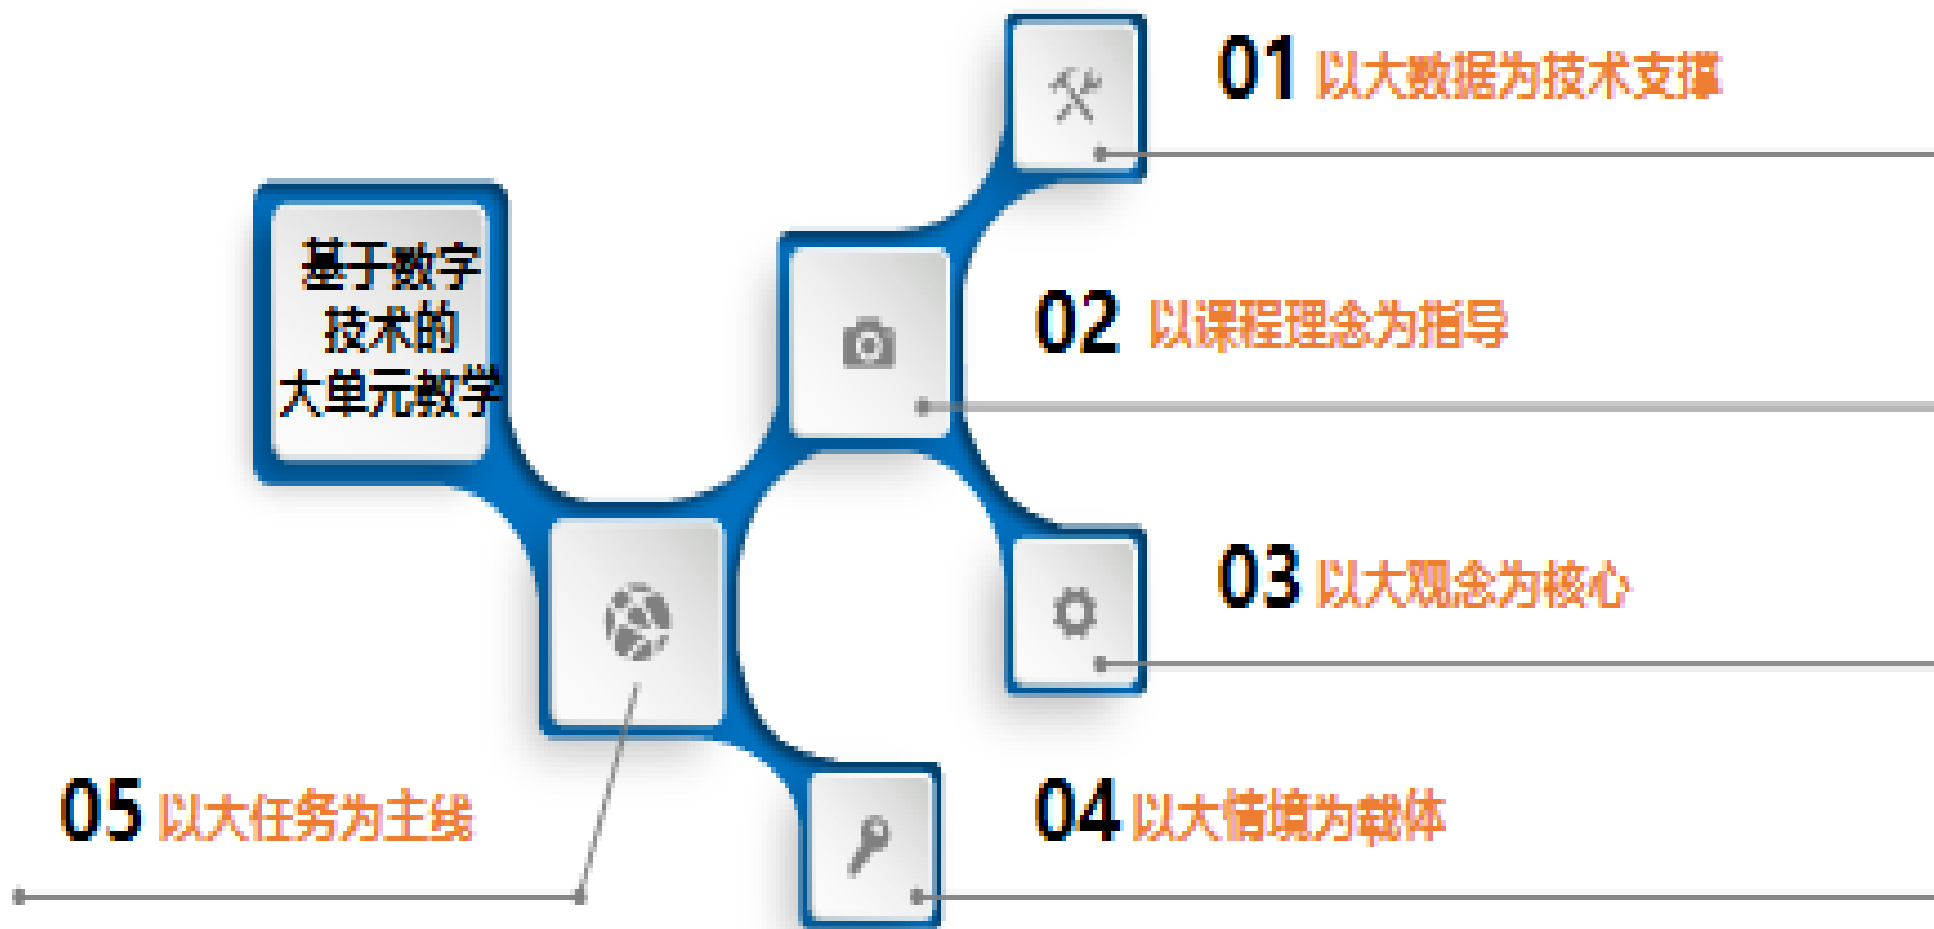 基于数字
技术的
大单元教学
01 以大数据为技术支撑
02 以课程理念为指导
03 以大观念为核心
04 以大情境为载体
05 以大任务为主线